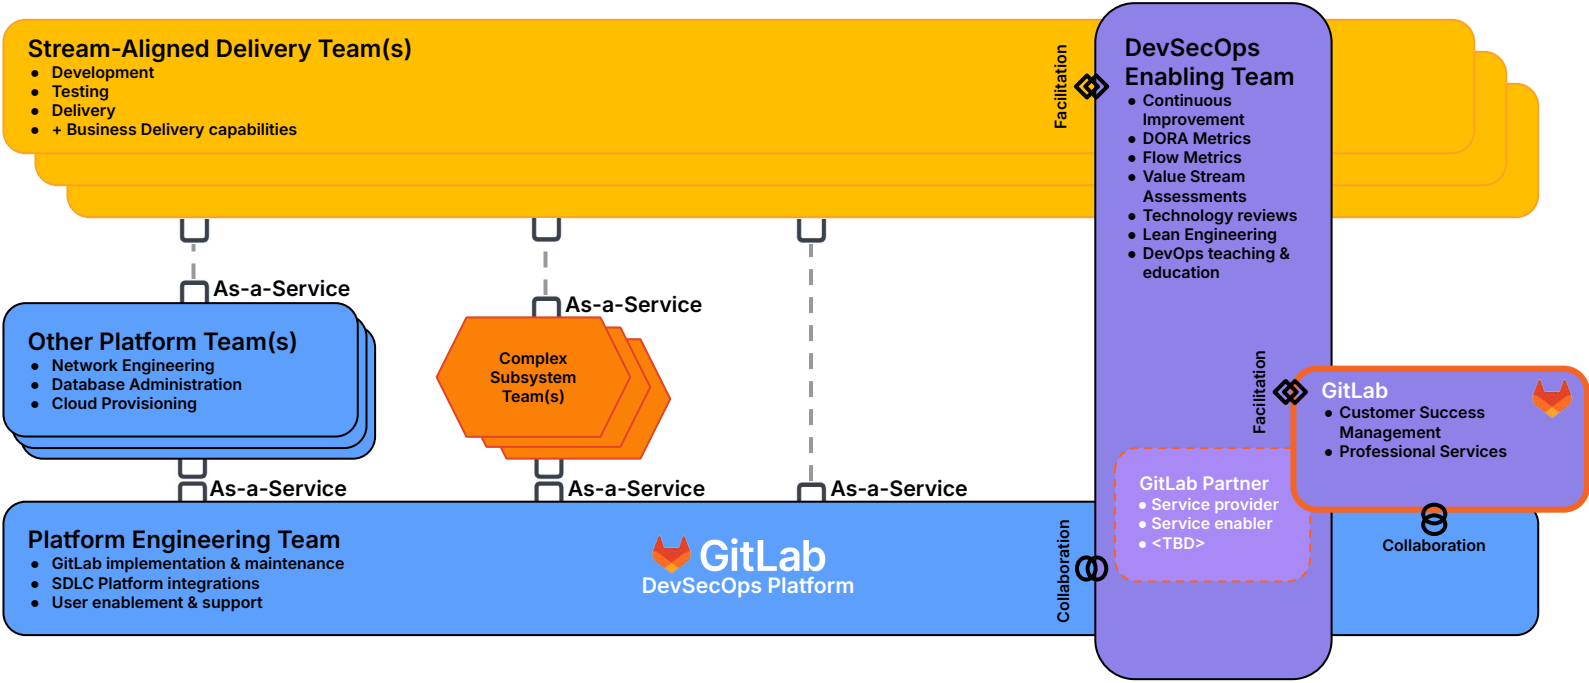 Stream-Aligned Delivery Team(s)
● Development
● Testing
● Delivery
● + Business Delivery capabilities
Facilitation
DevSecOps
Enabling Team
● Continuous
Improvement
● DORA Metrics
● Flow Metrics
● Value Stream
Assessments
● Technology reviews
● Lean Engineering
● DevOps teaching &
education
As-a-Service
As-a-Service
Other Platform Team(s)
● Network Engineering
● Database Administration
● Cloud Provisioning
Complex
Subsystem
Team(s)
Facilitation
GitLab
● Customer Success
Management
● Professional Services
As-a-Service
As-a-Service
As-a-Service
GitLab Partner
● Service provider
● Service enabler
● <TBD>
Platform Engineering Team
● GitLab implementation & maintenance
● SDLC Platform integrations
● User enablement & support
GitLab
DevSecOps Platform
Collaboration
Collaboration